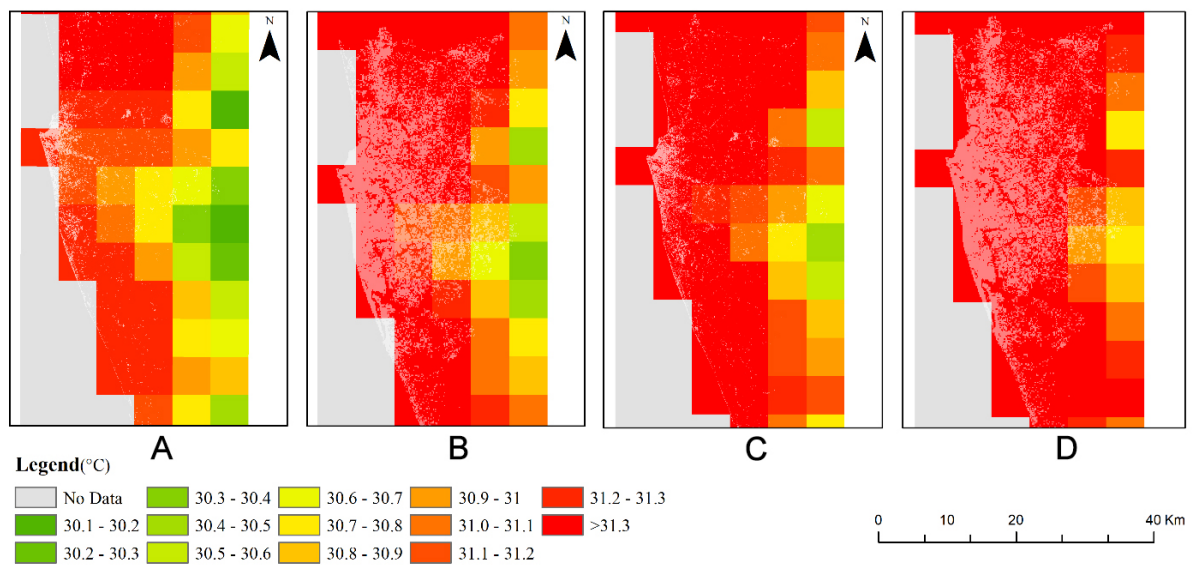 N
N
N
A
B
C
D
Legend(°C)
No Data
30.3 - 30.4
30.6 - 30.7
30.9 - 31
31.2 - 31.3
30.1 - 30.2
30.4 - 30.5
30.7 - 30.8
31.0 - 31.1
>31.3
30.2 - 30.3
30.5 - 30.6
30.8 - 30.9
31.1 - 31.2
0 10 20 40 Km